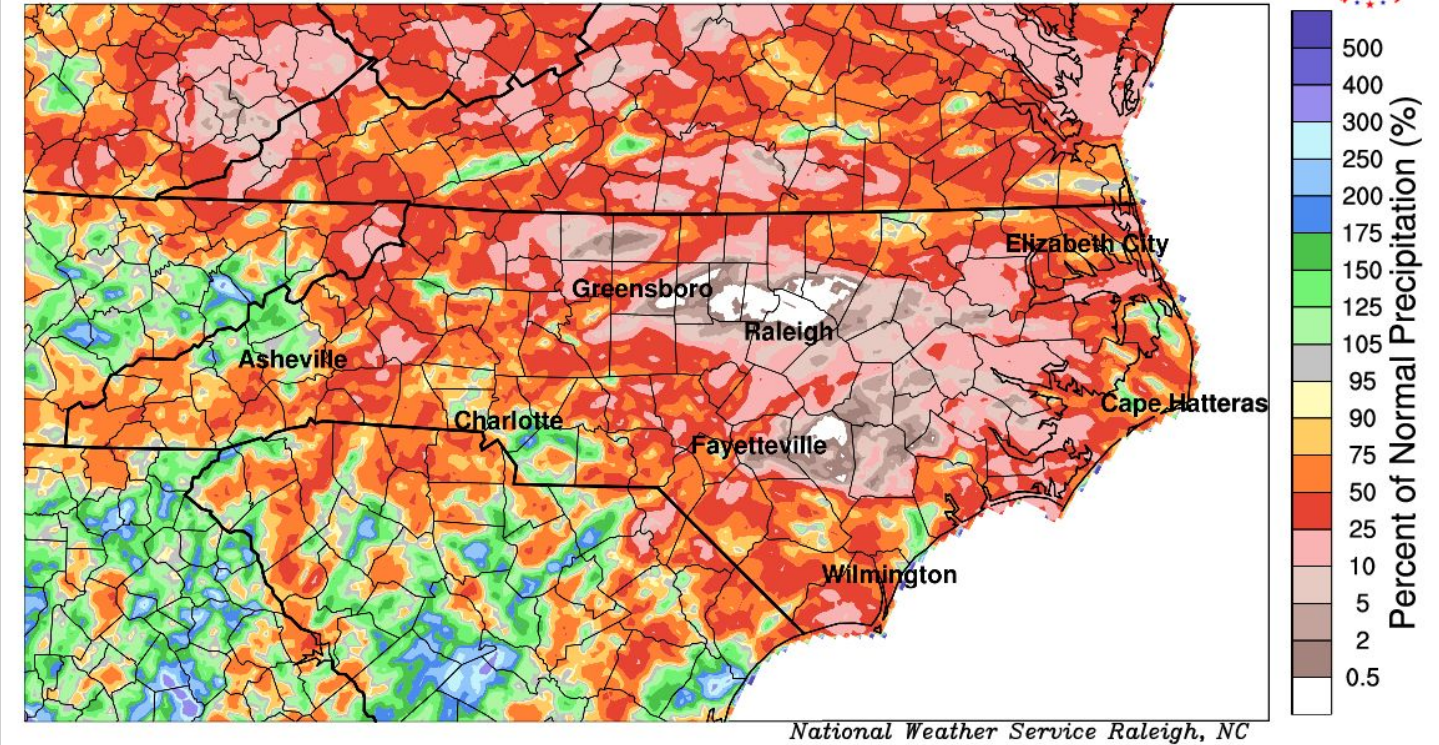 Elizabeth City
Greensboro
Raleigh
Asheville
Cape Hatteras
Charlotte
Fayetteville
Wilmington
500
400
300
250
200
175
150
125
105
95
90
75
50
25
10
5
2
0.5
Percent of Normal Precipitation (%)
National Weather Service Raleigh, NC